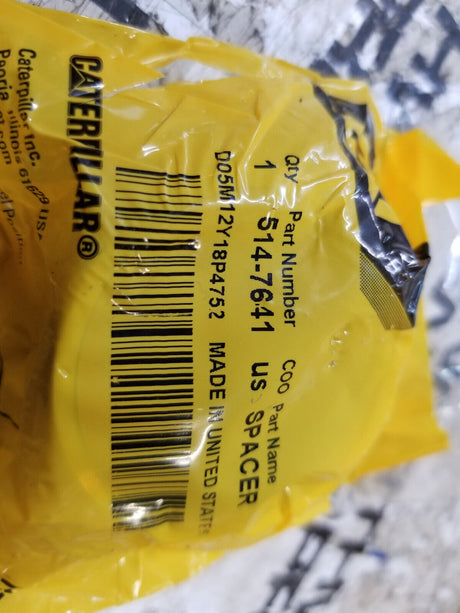 Qty Part Number COO Part Name
1 514-7641 US SPACER
D05M12Y18P4752 MADE IN UNITED STATES
CATERPILLAR®
Caterpillar Inc.
Peoria, Illinois 61629 USA